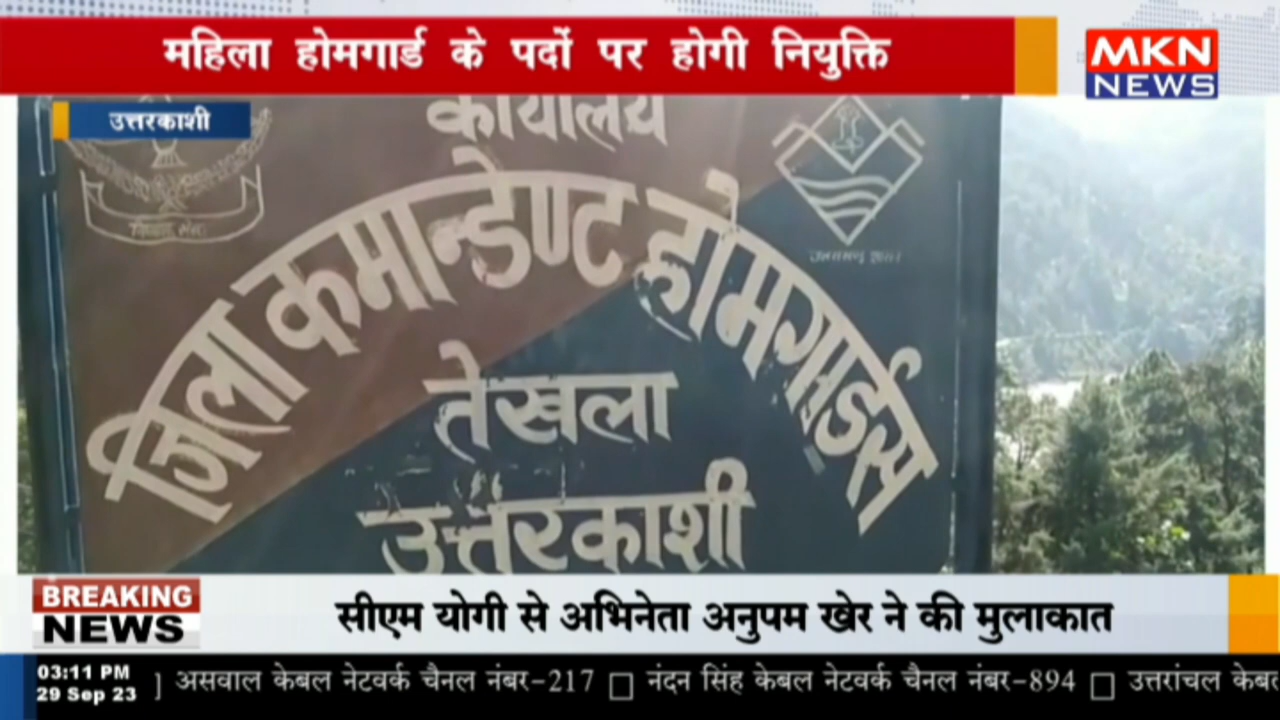 महिला होमगार्ड के पदों पर होगी नियुक्ति
MKN
NEWS
उत्तरकाशी
कार्यालय
जिला कमान्डेण्ट होमगार्डस
तेखला
उत्तरकाशी
BREAKING
NEWS
सीएम योगी से अभिनेता अनुपम खेर ने की मुलाकात
03:11 PM
29 Sep 23
] असवाल केबल नेटवर्क चैनल नंबर-217 □ नंदन सिंह केबल नेटवर्क चैनल नंबर-894 □ उत्तरांचल केबल